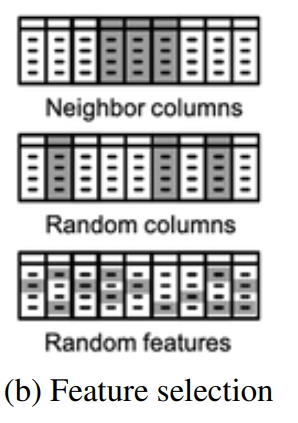 Neighbor columns
Random columns
Random features
(b) Feature selection